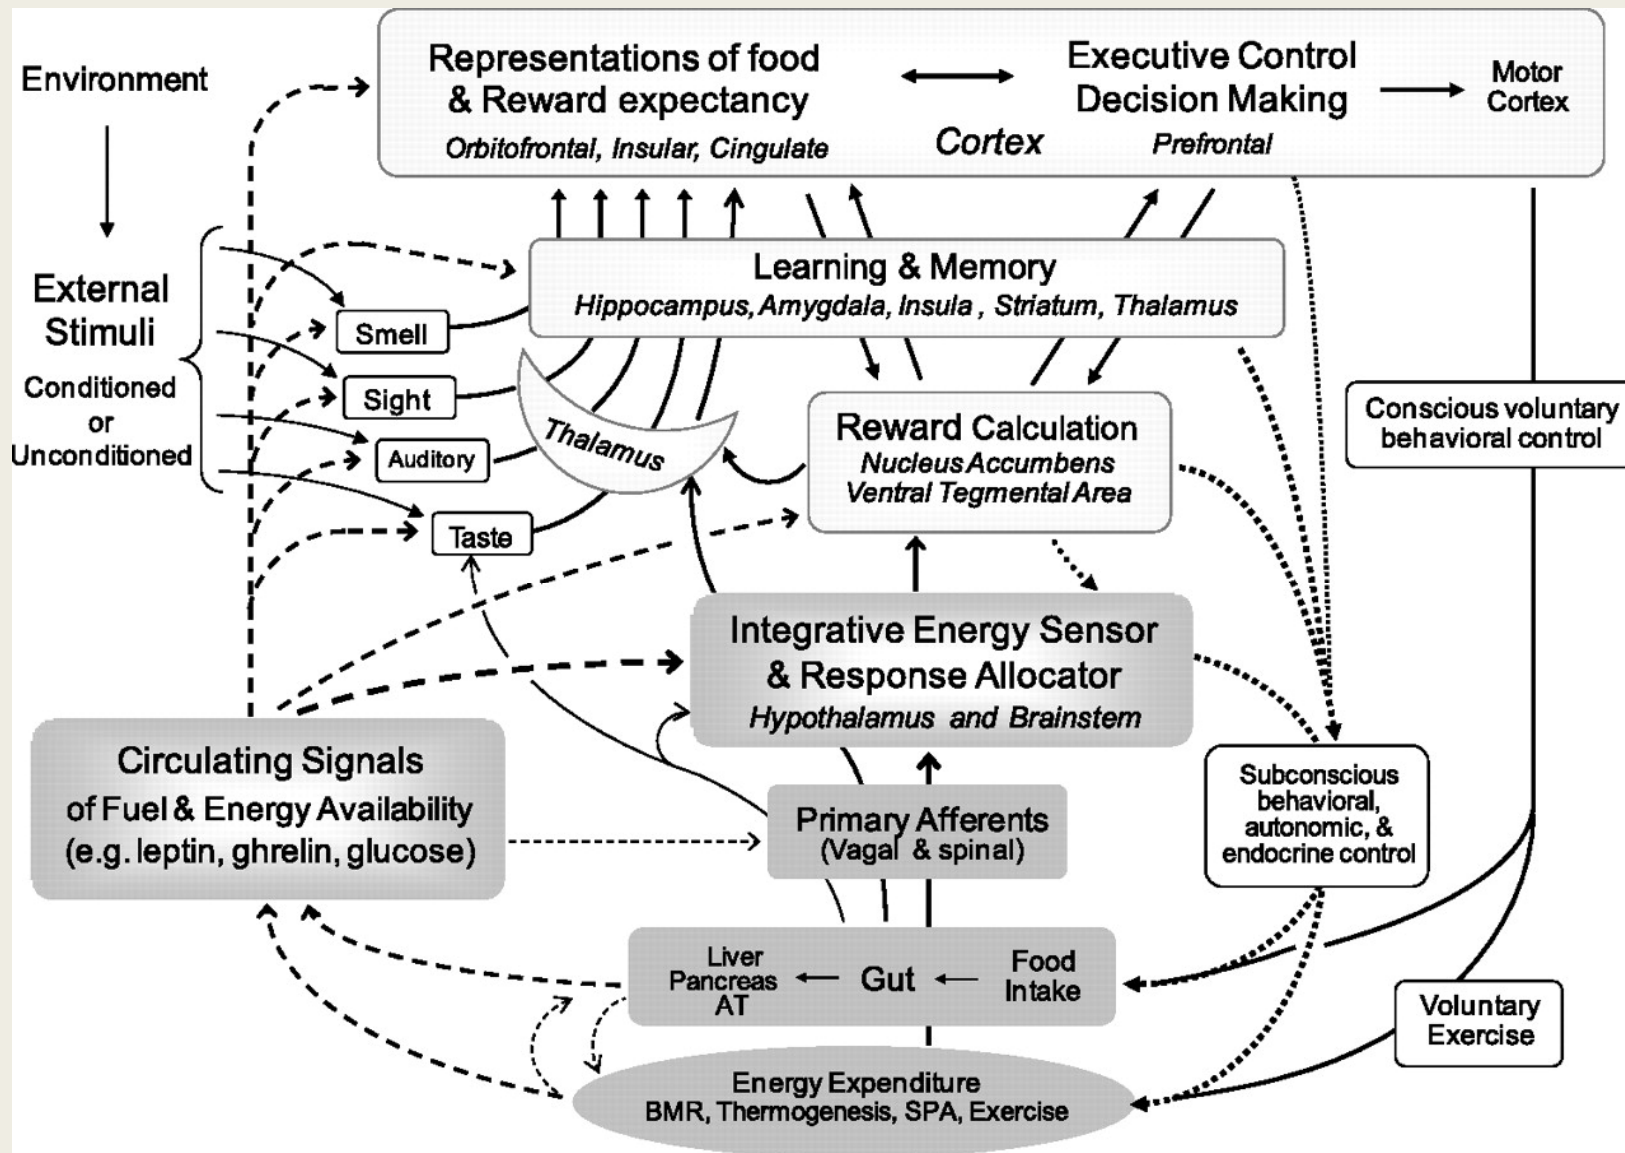 Environment
External
Stimuli
Conditioned
or
Unconditioned
Representations of food
& Reward expectancy
Orbitofrontal, Insular, Cingulate
Cortex
Executive Control
Decision Making
Prefrontal
Motor
Cortex
Learning & Memory
Hippocampus, Amygdala, Insula , Striatum, Thalamus
Smell
Sight
Auditory
Taste
Thalamus
Reward Calculation
Nucleus Accumbens
Ventral Tegmental Area
Conscious voluntary
behavioral control
Integrative Energy Sensor
& Response Allocator
Hypothalamus and Brainstem
Circulating Signals
of Fuel & Energy Availability
(e.g. leptin, ghrelin, glucose)
Primary Afferents
(Vagal & spinal)
Subconscious
behavioral,
autonomic, &
endocrine control
Liver
Pancreas
AT
Gut
Food
Intake
Voluntary
Exercise
Energy Expenditure
BMR, Thermogenesis, SPA, Exercise